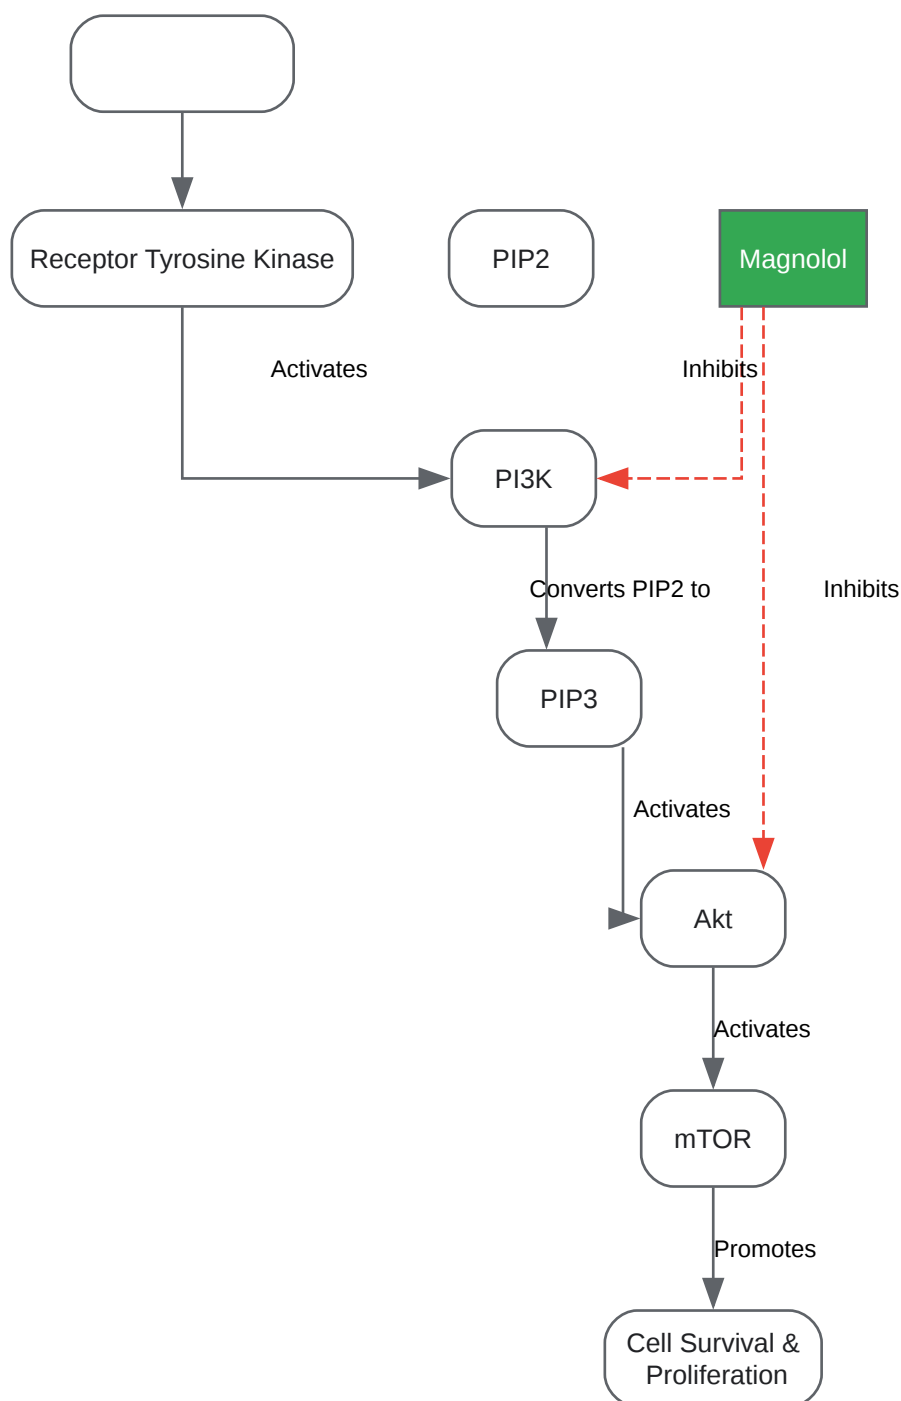 Receptor Tyrosine Kinase
PIP2
Magnolol
Activates
Inhibits
PI3K
Converts PIP2 to
Inhibits
PIP3
Activates
Akt
Activates
mTOR
Promotes
Cell Survival &
Proliferation